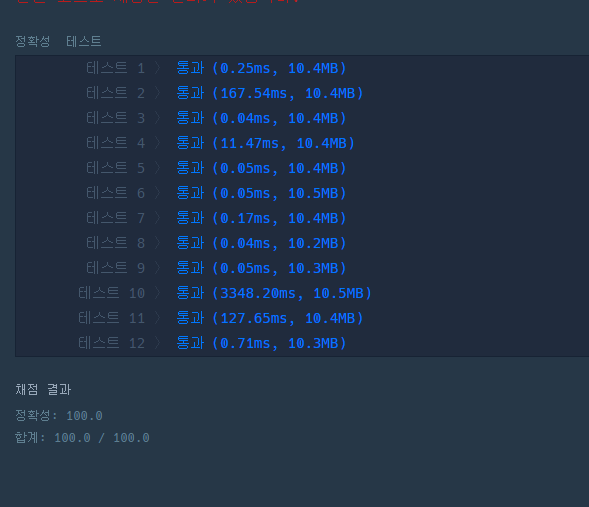 정확성 테스트
테스트 1 〉 통과 (0.25ms, 10.4MB)
테스트 2 〉 통과 (167.54ms, 10.4MB)
테스트 3 〉 통과 (0.04ms, 10.4MB)
테스트 4 〉 통과 (11.47ms, 10.4MB)
테스트 5 〉 통과 (0.05ms, 10.4MB)
테스트 6 〉 통과 (0.05ms, 10.5MB)
테스트 7 〉 통과 (0.17ms, 10.4MB)
테스트 8 〉 통과 (0.04ms, 10.2MB)
테스트 9 〉 통과 (0.05ms, 10.3MB)
테스트 10 〉 통과 (3348.20ms, 10.5MB)
테스트 11 〉 통과 (127.65ms, 10.4MB)
테스트 12 〉 통과 (0.71ms, 10.3MB)
채점 결과
정확성: 100.0
합계: 100.0 / 100.0